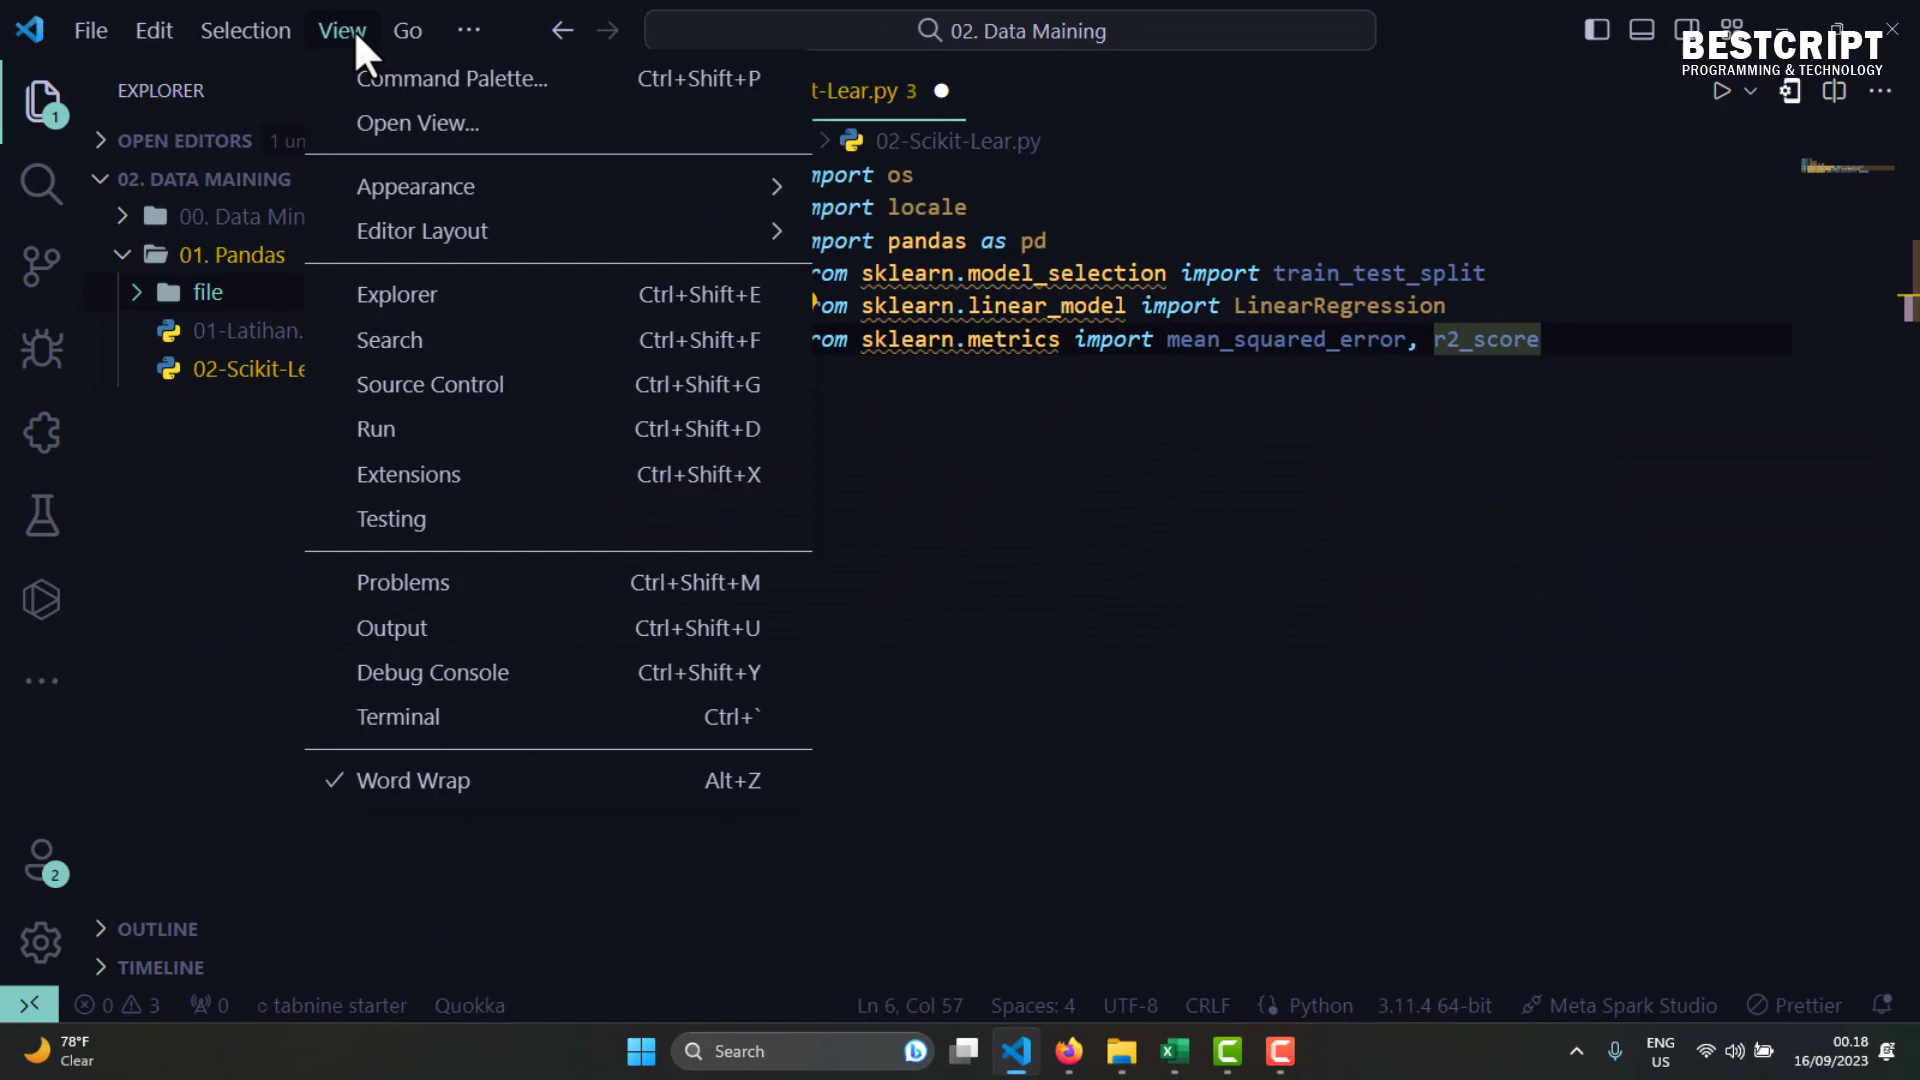 File Edit Selection View Go ...
02. Data Maining
BESTCRIPT
PROGRAMMING & TECHNOLOGY
EXPLORER
OPEN EDITORS 1 un
02. DATA MAINING
00. Data Min
01. Pandas
file
01-Latihan.
02-Scikit-Le
OUTLINE
TIMELINE
Command Palette... Ctrl+Shift+P
Open View...
Appearance
Editor Layout
Explorer Ctrl+Shift+E
Search Ctrl+Shift+F
Source Control Ctrl+Shift+G
Run Ctrl+Shift+D
Extensions Ctrl+Shift+X
Testing
Problems Ctrl+Shift+M
Output Ctrl+Shift+U
Debug Console Ctrl+Shift+Y
Terminal Ctrl+`
Word Wrap Alt+Z
t-Lear.py 3
02-Scikit-Lear.py
mport os
mport locale
mport pandas as pd
rom sklearn.model_selection import train_test_split
rom sklearn.linear_model import LinearRegression
rom sklearn.metrics import mean_squared_error, r2_score
1
2
0 3 0 tabnine starter Quokka Ln 6, Col 57 Spaces: 4 UTF-8 CRLF Python 3.11.4 64-bit Meta Spark Studio Prettier
78°F
Clear
Search
ENG
US
00.18
16/09/2023